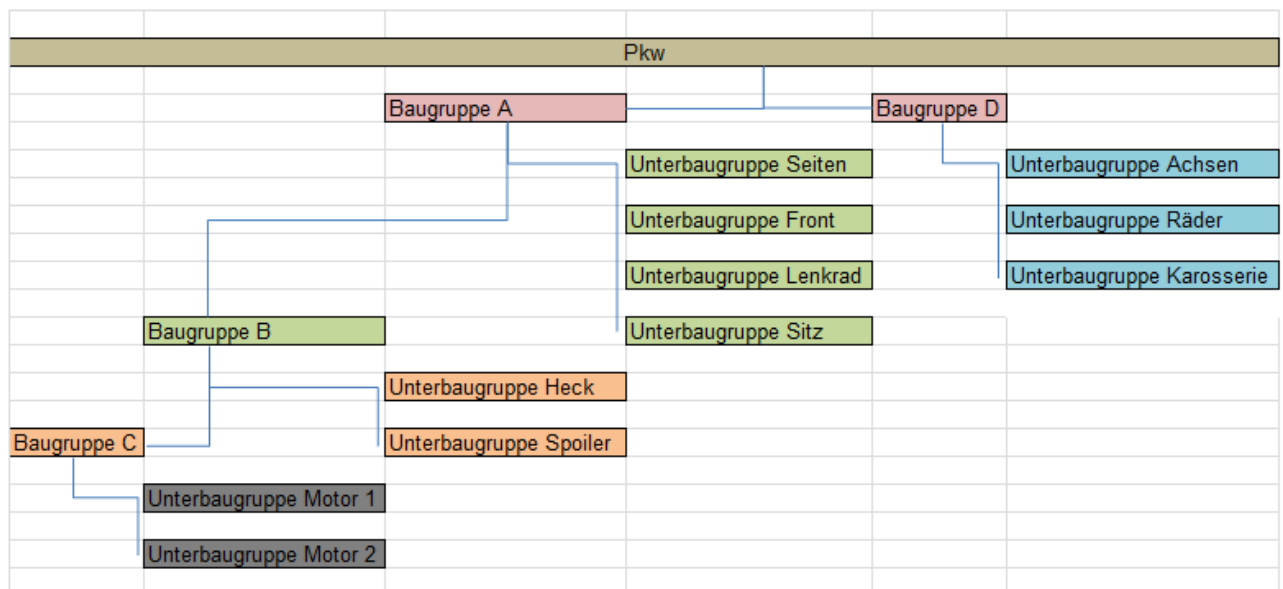 Pkw
Baugruppe A
Baugruppe D
Unterbaugruppe Seiten
Unterbaugruppe Achsen
Unterbaugruppe Front
Unterbaugruppe Räder
Unterbaugruppe Lenkrad
Unterbaugruppe Karosserie
Baugruppe B
Unterbaugruppe Sitz
Unterbaugruppe Heck
Baugruppe C
Unterbaugruppe Spoiler
Unterbaugruppe Motor 1
Unterbaugruppe Motor 2